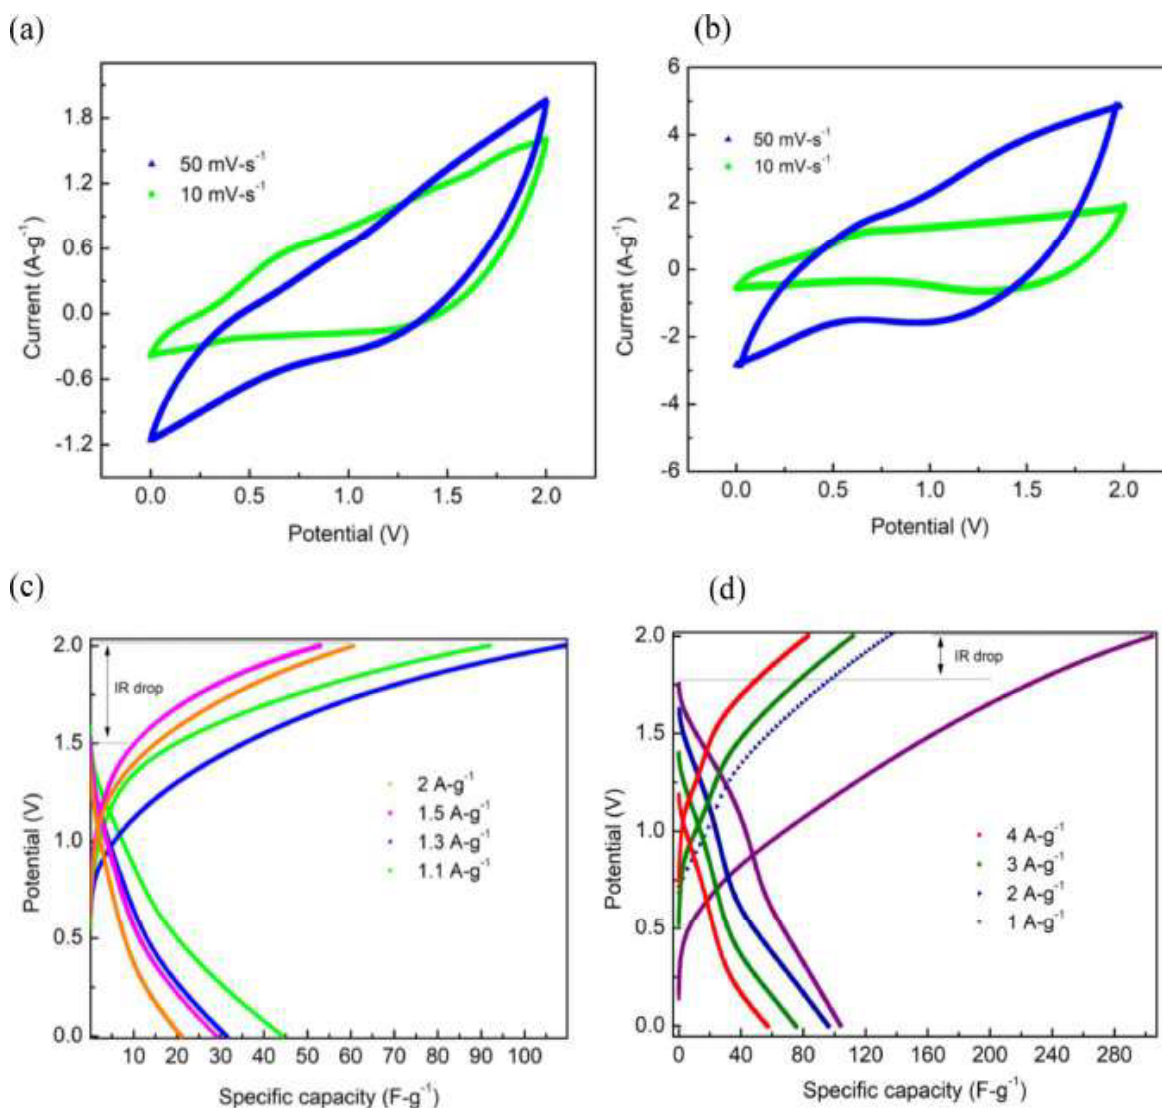 (a)
1.8
1.2
0.6
0.0
-0.6
-1.2
Current (A-g⁻¹)
50 mV-s⁻¹
10 mV-s⁻¹
0.0 0.5 1.0 1.5 2.0
Potential (V)
(b)
6
4
2
0
-2
-4
-6
Current (A-g⁻¹)
50 mV-s⁻¹
10 mV-s⁻¹
0.0 0.5 1.0 1.5 2.0
Potential (V)
(c)
2.0
1.5
1.0
0.5
0.0
Potential (V)
IR drop
2 A-g⁻¹
1.5 A-g⁻¹
1.3 A-g⁻¹
1.1 A-g⁻¹
10 20 30 40 50 60 70 80 90 100
Specific capacity (F-g⁻¹)
(d)
2.0
1.5
1.0
0.5
0.0
Potential (V)
IR drop
4 A-g⁻¹
3 A-g⁻¹
2 A-g⁻¹
1 A-g⁻¹
0 40 80 120 160 200 240 280
Specific capacity (F-g⁻¹)